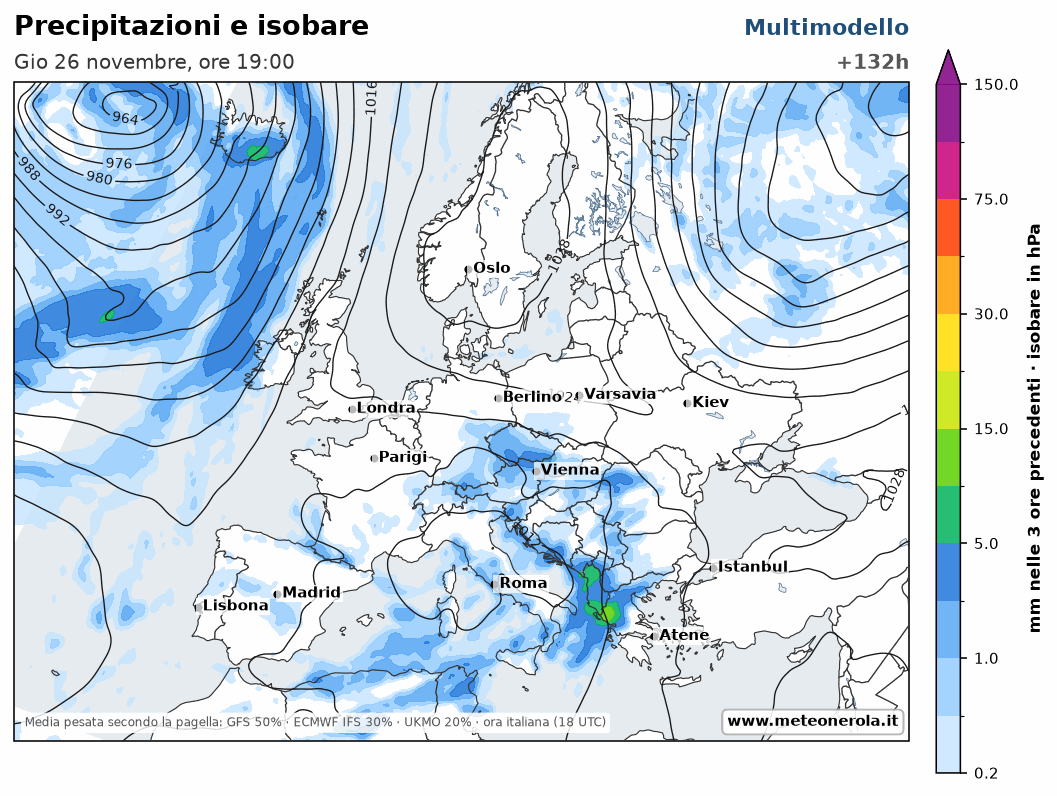 Precipitazioni e isobare
Multimodello
Gio 26 novembre, ore 19:00
+132h
964
976
980
988
992
1016
1028
1028
Oslo
Londra
Berlino
Varsavia
Kiev
Parigi
Vienna
Istanbul
Roma
Madrid
Lisbona
Atene
Media pesata secondo la pagella: GFS 50% · ECMWF IFS 30% · UKMO 20% · ora italiana (18 UTC)
www.meteonerola.it
150.0
75.0
30.0
15.0
5.0
1.0
0.2
mm nelle 3 ore precedenti · isobare in hPa